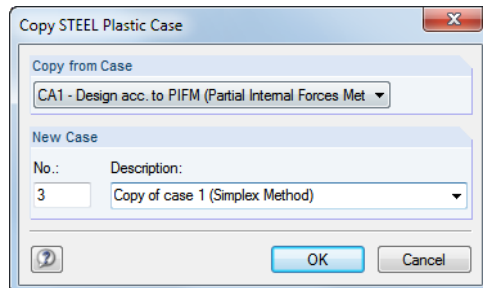 Copy STEEL Plastic Case
Copy from Case
CA1 - Design acc. to PIFM (Partial Internal Forces Met
New Case
No.: Description:
3 Copy of case 1 (Simplex Method)
OK Cancel